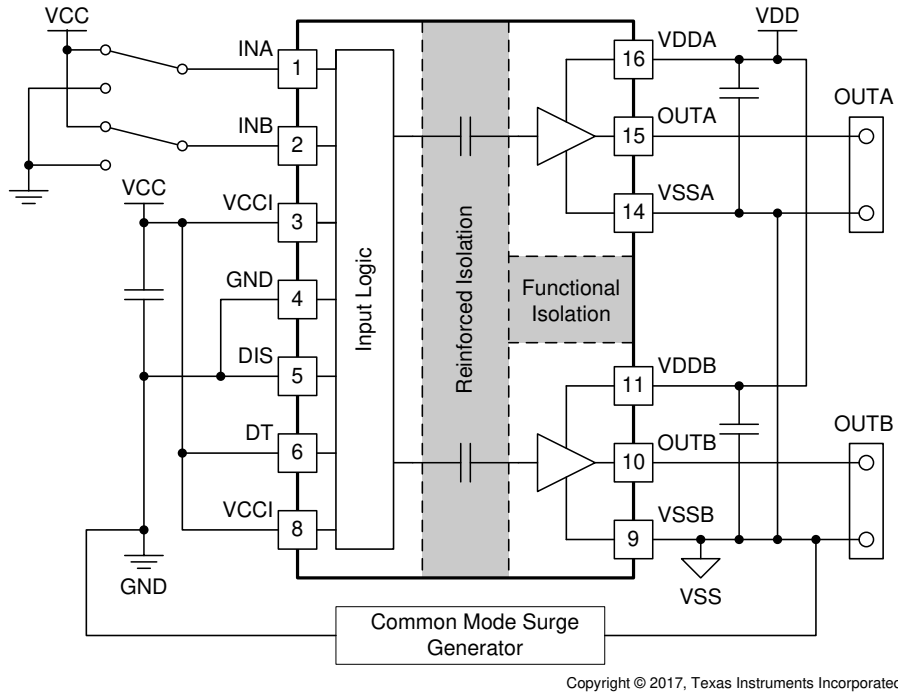 VCC
VDD
INA
1
16
VDDA
OUTA
INB
2
15
OUTA
VCC
VCCI
3
14
VSSA
GND
4
Input Logic
Reinforced Isolation
Functional
Isolation
DIS
5
11
VDDB
DT
6
10
OUTB
OUTB
VCCI
8
9
VSSB
GND
VSS
Common Mode Surge
Generator
Copyright © 2017, Texas Instruments Incorporated